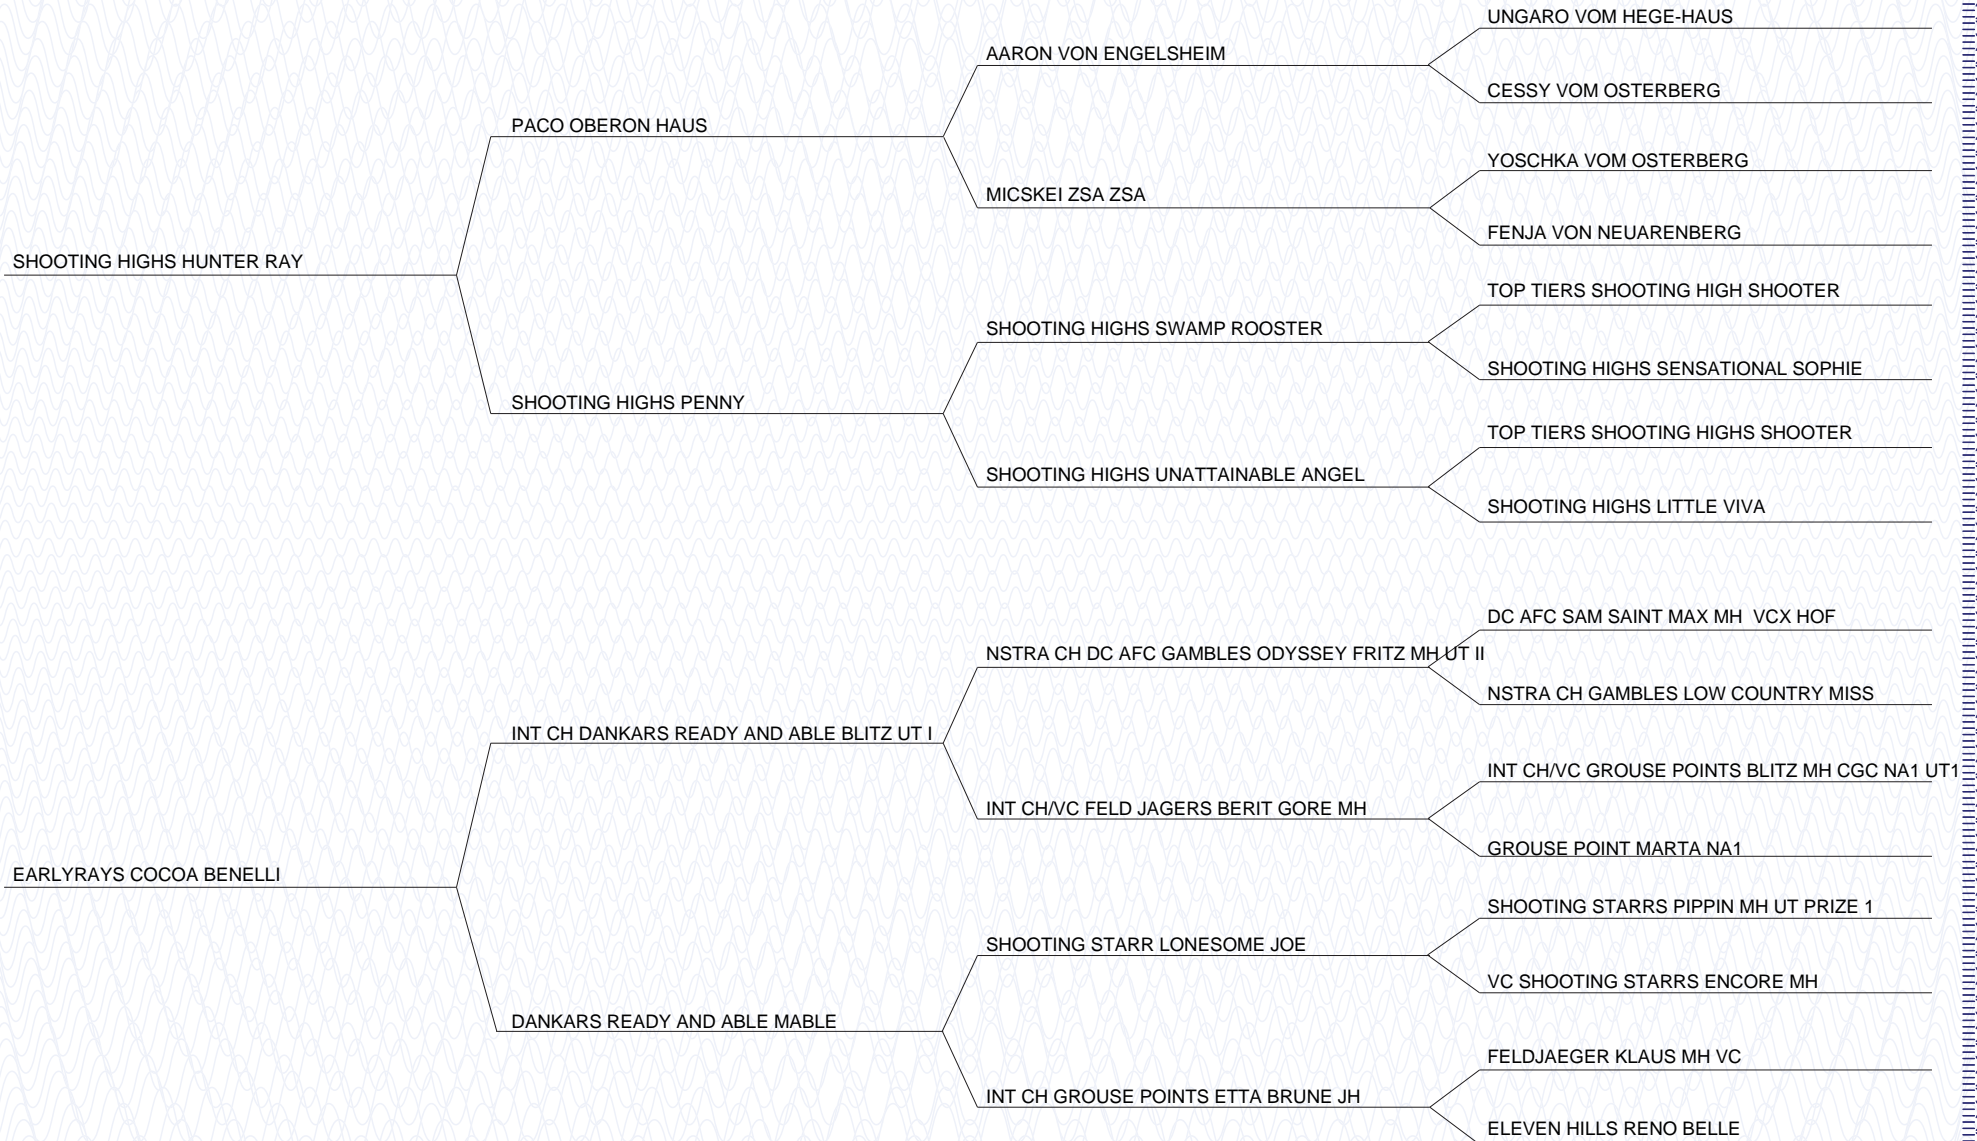 UNGARO VOM HEGE-HAUS
AARON VON ENGELSHEIM
CESSY VOM OSTERBERG
PACO OBERON HAUS
YOSCHKA VOM OSTERBERG
MICSKEI ZSA ZSA
FENJA VON NEUARENBERG
SHOOTING HIGHS HUNTER RAY
TOP TIERS SHOOTING HIGH SHOOTER
SHOOTING HIGHS SWAMP ROOSTER
SHOOTING HIGHS SENSATIONAL SOPHIE
SHOOTING HIGHS PENNY
TOP TIERS SHOOTING HIGHS SHOOTER
SHOOTING HIGHS UNATTAINABLE ANGEL
SHOOTING HIGHS LITTLE VIVA
DC AFC SAM SAINT MAX MH  VCX HOF
NSTRA CH DC AFC GAMBLES ODYSSEY FRITZ MH UT II
NSTRA CH GAMBLES LOW COUNTRY MISS
INT CH DANKARS READY AND ABLE BLITZ UT I
INT CH/VC GROUSE POINTS BLITZ MH CGC NA1 UT1
INT CH/VC FELD JAGERS BERIT GORE MH
GROUSE POINT MARTA NA1
EARLYRAYS COCOA BENELLI
SHOOTING STARRS PIPPIN MH UT PRIZE 1
SHOOTING STARR LONESOME JOE
VC SHOOTING STARRS ENCORE MH
DANKARS READY AND ABLE MABLE
FELDJAEGER KLAUS MH VC
INT CH GROUSE POINTS ETTA BRUNE JH
ELEVEN HILLS RENO BELLE